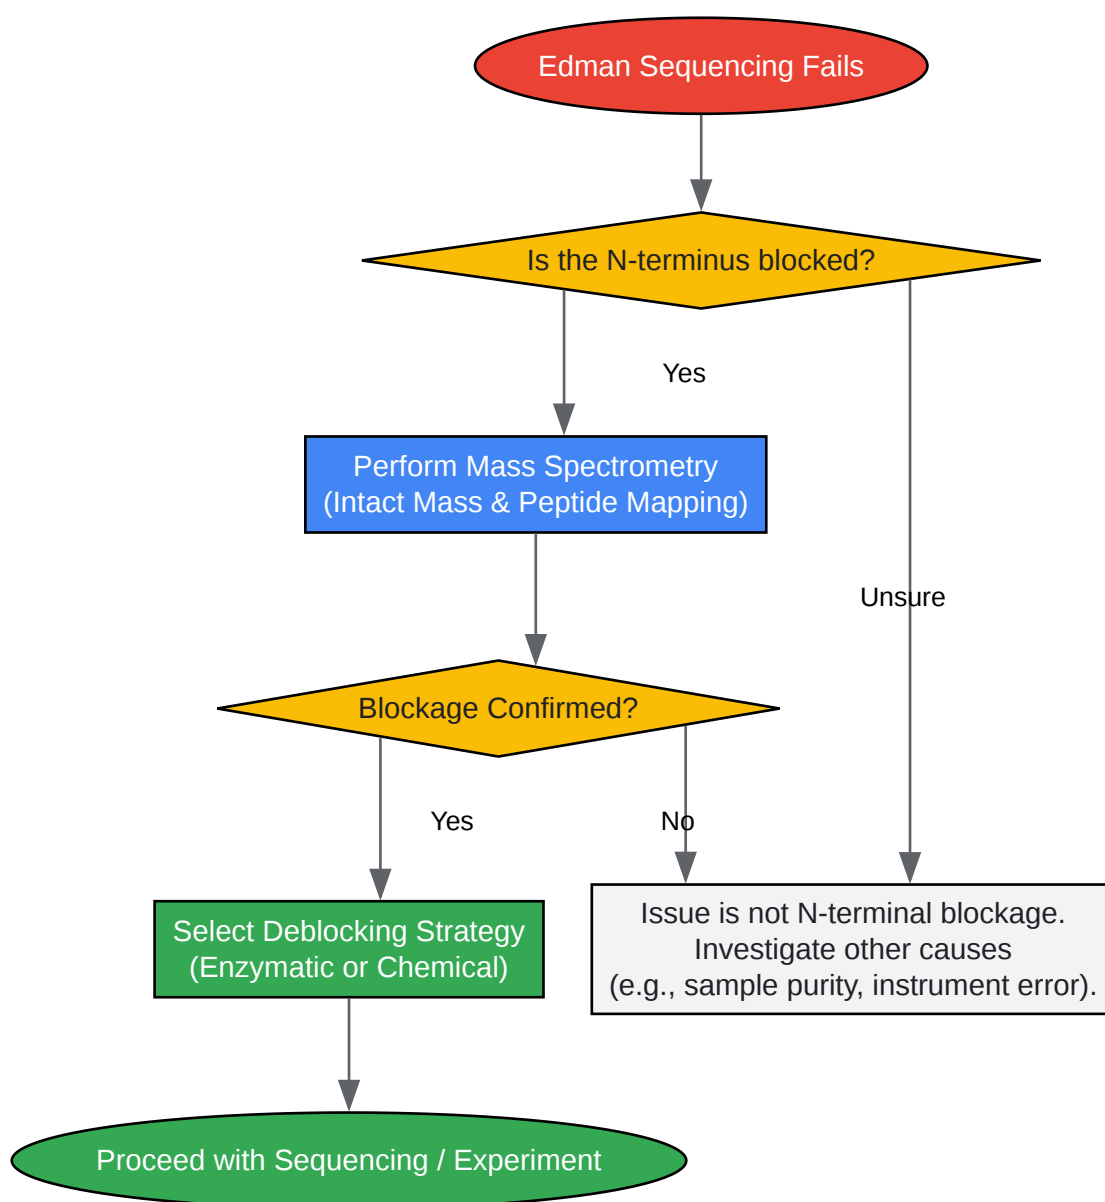 Edman Sequencing Fails
Is the N-terminus blocked?
Yes
Perform Mass Spectrometry
(Intact Mass & Peptide Mapping)
Unsure
Blockage Confirmed?
Yes
No
Select Deblocking Strategy
(Enzymatic or Chemical)
Issue is not N-terminal blockage.
Investigate other causes
(e.g., sample purity, instrument error).
Proceed with Sequencing / Experiment